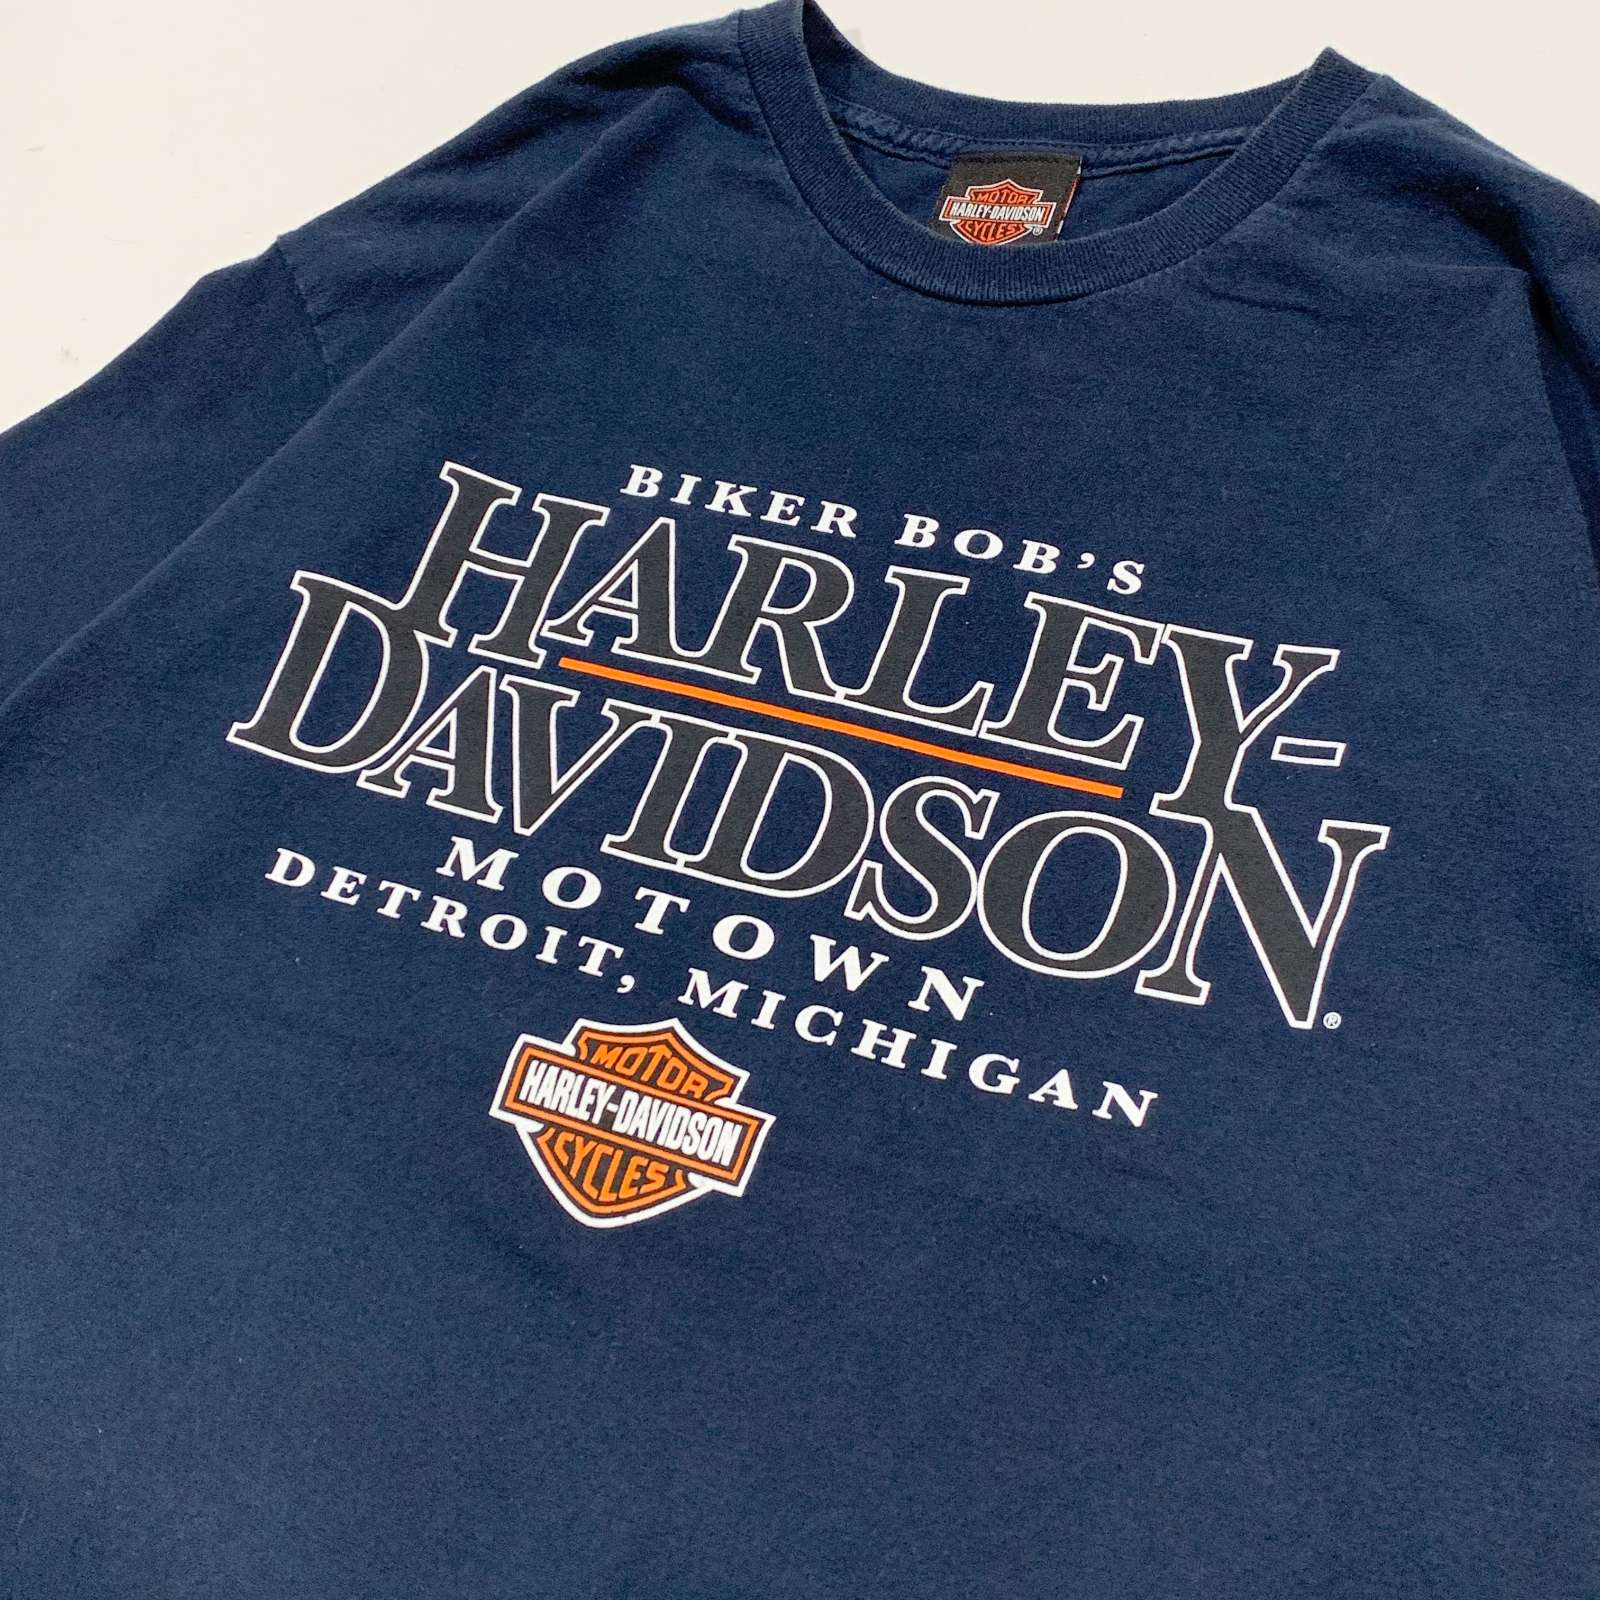 MOTOR
HARLEY-DAVIDSON
CYCLES
®
BIKER BOB'S
HARLEY-
DAVIDSON®
MOTOWN
DETROIT, MICHIGAN
MOTOR
HARLEY-DAVIDSON
CYCLES